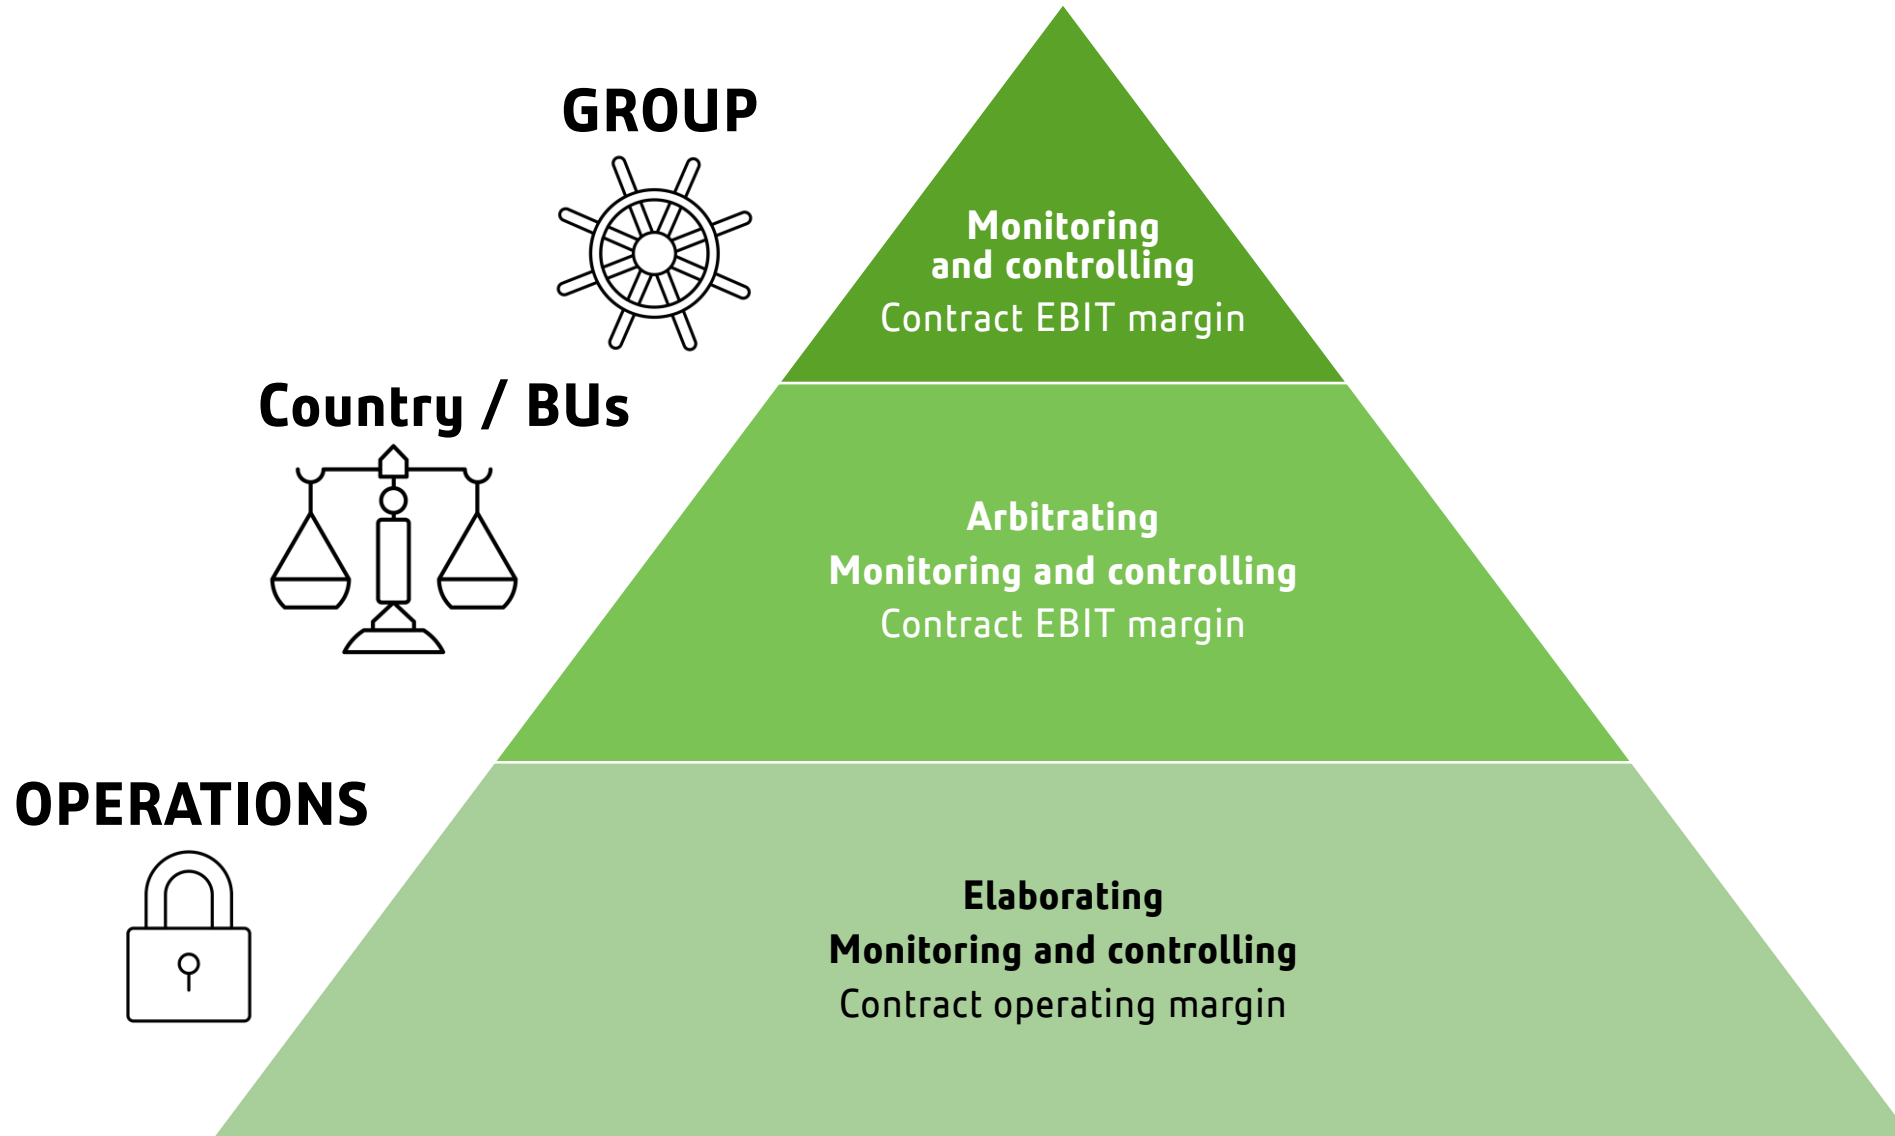 GROUP
Monitoring
and controlling
Contract EBIT margin
Country / BUs
Arbitrating
Monitoring and controlling
Contract EBIT margin
OPERATIONS
Elaborating
Monitoring and controlling
Contract operating margin